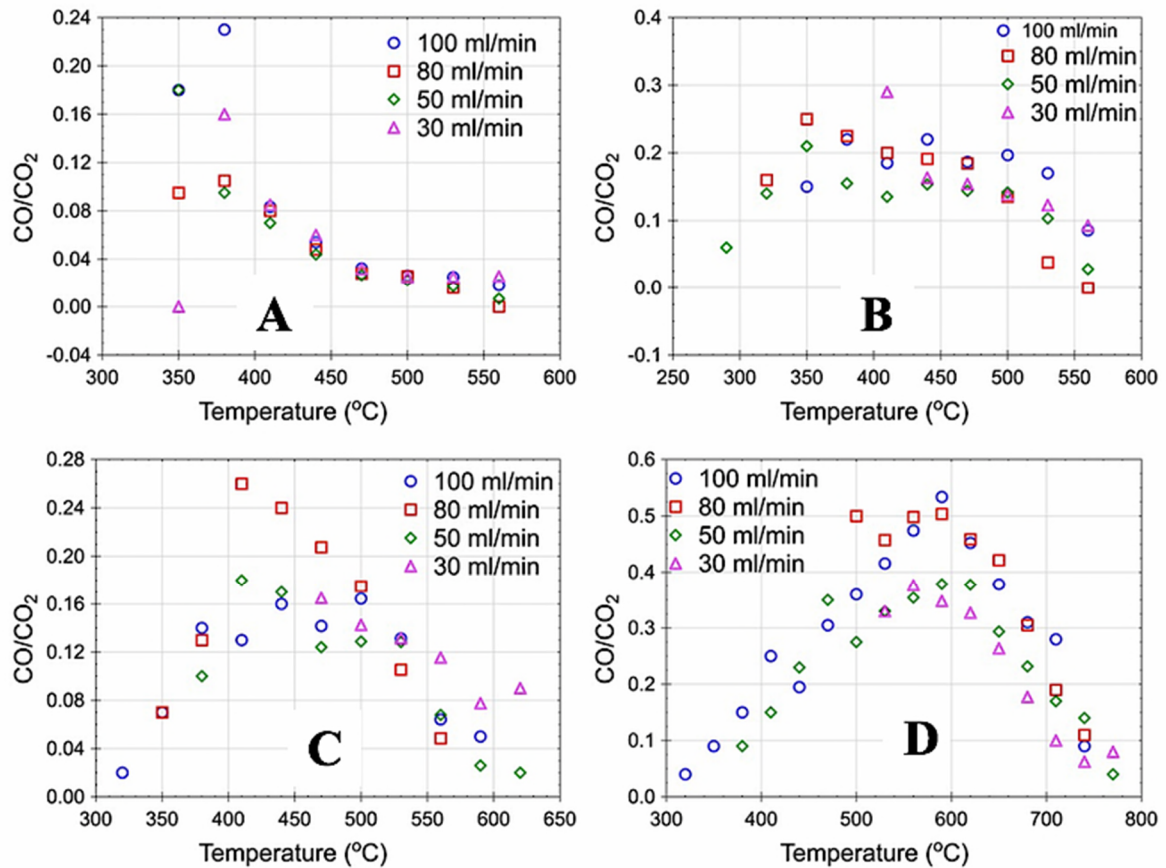 CO/CO2
0.24
0.20
0.16
0.12
0.08
0.04
0.00
-0.04
100 ml/min
80 ml/min
50 ml/min
30 ml/min
A
300 350 400 450 500 550 600
Temperature (°C)
CO/CO2
0.4
0.3
0.2
0.1
0.0
-0.1
100 ml/min
80 ml/min
50 ml/min
30 ml/min
B
250 300 350 400 450 500 550 600
Temperature (°C)
CO/CO2
0.28
0.24
0.20
0.16
0.12
0.08
0.04
0.00
100 ml/min
80 ml/min
50 ml/min
30 ml/min
C
300 350 400 450 500 550 600 650
Temperature (°C)
CO/CO2
0.6
0.5
0.4
0.3
0.2
0.1
0.0
100 ml/min
80 ml/min
50 ml/min
30 ml/min
D
300 400 500 600 700 800
Temperature (°C)